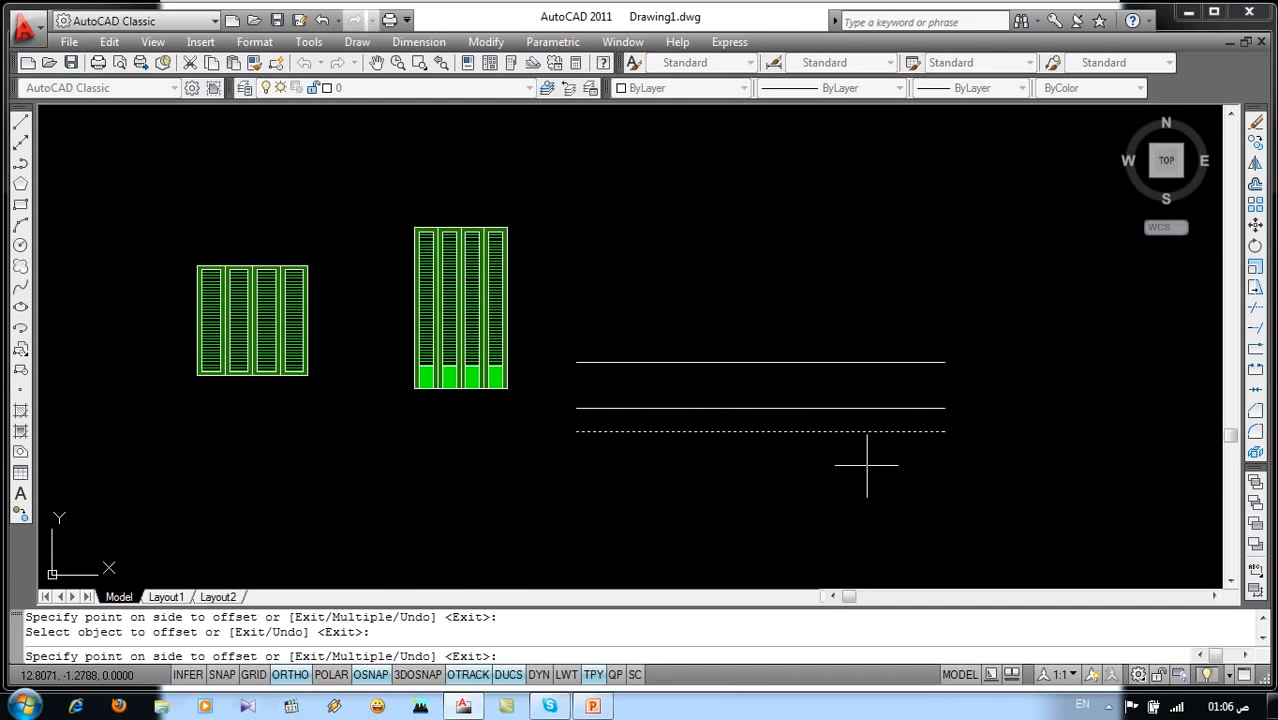 AutoCAD Classic
AutoCAD 2011 Drawing1.dwg
Type a keyword or phrase
File Edit View Insert Format Tools Draw Dimension Modify Parametric Window Help Express
Standard Standard Standard Standard
AutoCAD Classic 0 ByLayer ByLayer ByLayer ByColor
N
W TOP E
S
WCS
A
Y
X
Model Layout1 Layout2
Specify point on side to offset or [Exit/Multiple/Undo] <Exit>:
Select object to offset or [Exit/Undo] <Exit>:
Specify point on side to offset or [Exit/Multiple/Undo] <Exit>:
12.8071, -1.2788, 0.0000 INFER SNAP GRID ORTHO POLAR OSNAP 3DOSNAP OTRACK DUCS DYN LWT TPY QP SC MODEL 1:1
EN 01:06 ص